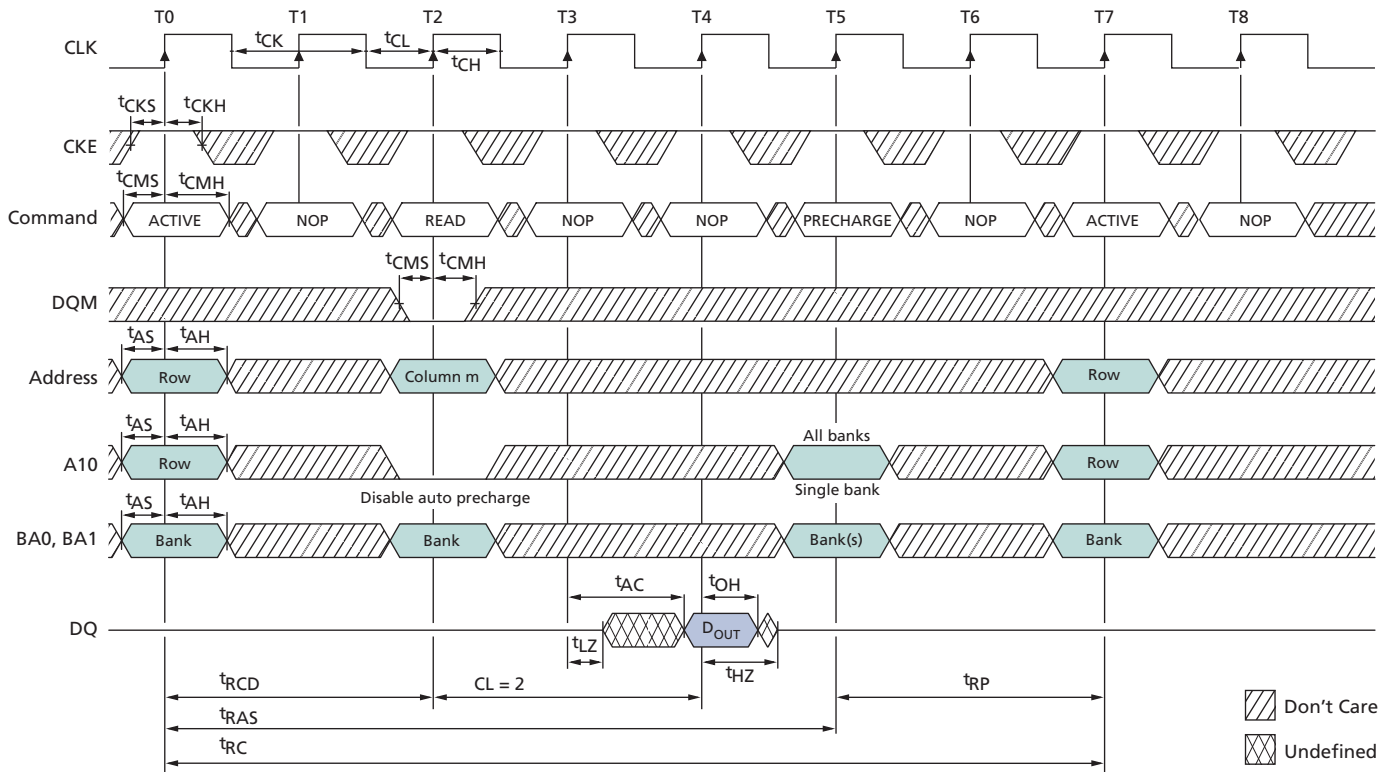 T0 T1 T2 T3 T4 T5 T6 T7 T8
CLK
tCK tCL tCH
tCKS tCKH
CKE
tCMS tCMH
Command ACTIVE NOP READ NOP NOP PRECHARGE NOP ACTIVE NOP
tCMS tCMH
DQM
tAS tAH
Address Row Column m Row
tAS tAH
All banks
A10 Row Row
Disable auto precharge Single bank
tAS tAH
BA0, BA1 Bank Bank Bank(s) Bank
tAC tOH
DQ DOUT
tLZ tHZ
tRCD CL = 2 tRP
tRAS
tRC
Don't Care
Undefined